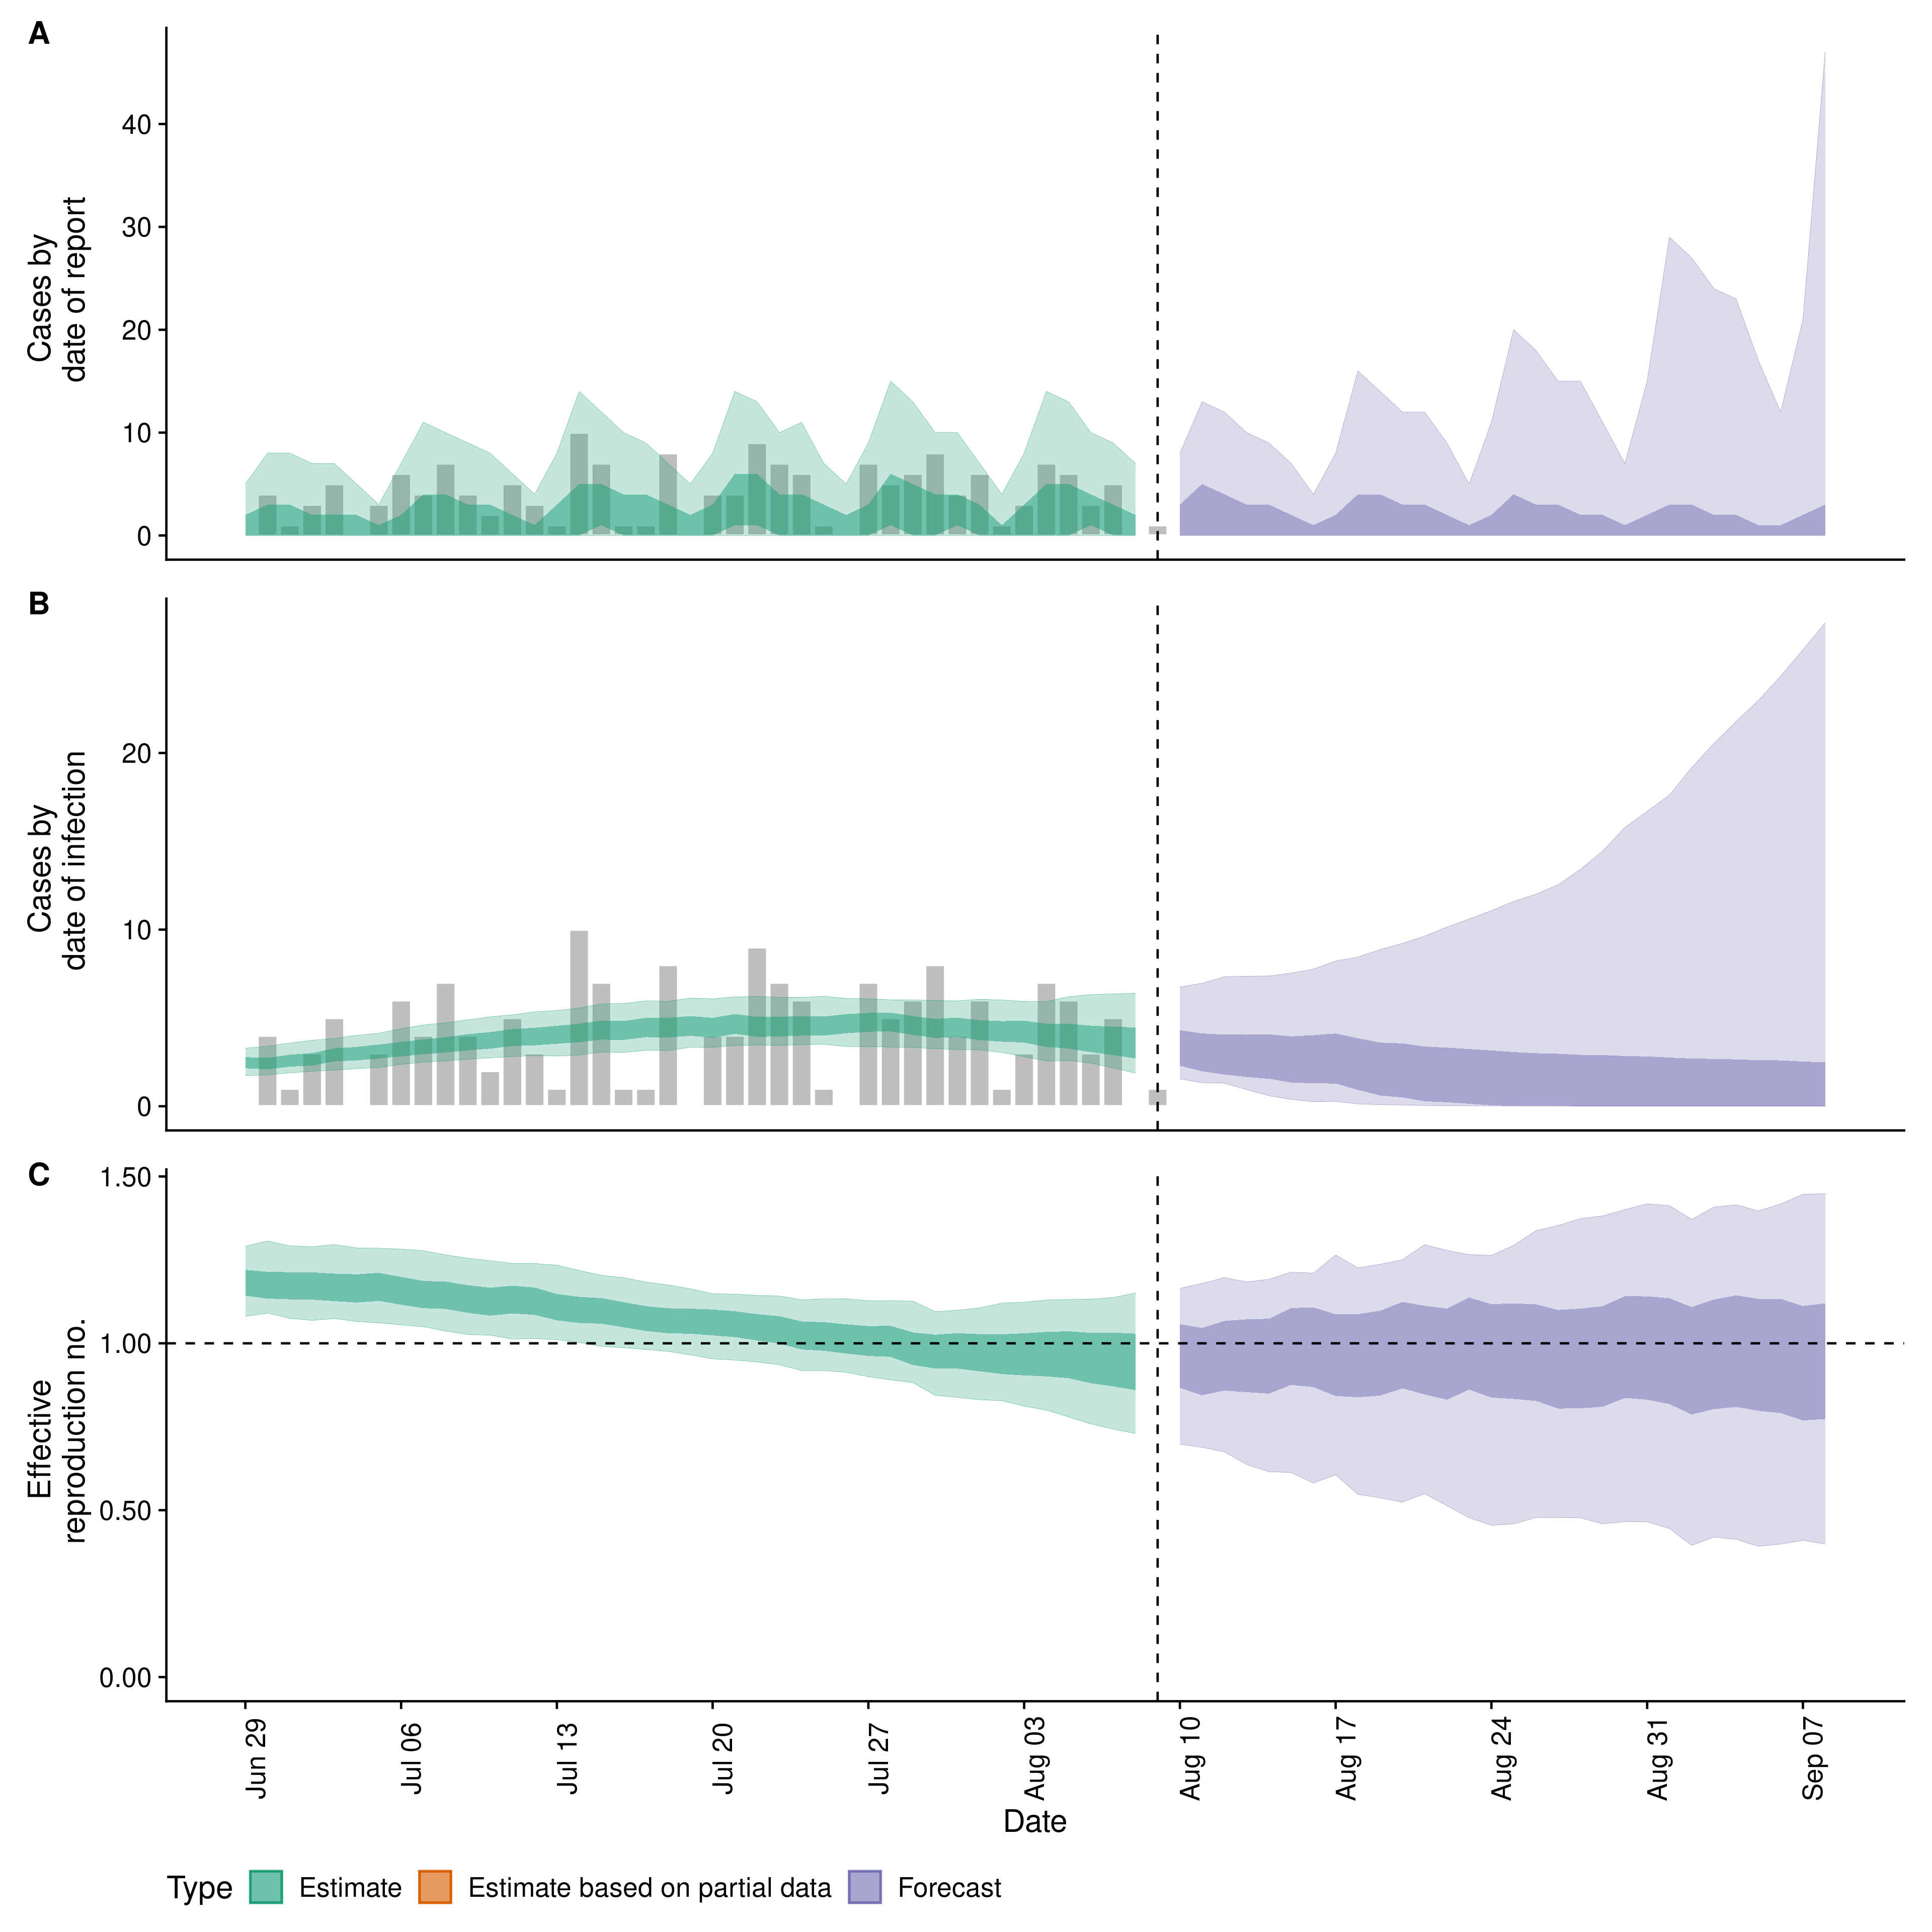 A
Cases by
date of report
40
30
20
10
0
B
Cases by
date of infection
20
10
0
C
Effective
reproduction no.
1.50
1.00
0.50
0.00
Jun 29
Jul 06
Jul 13
Jul 20
Jul 27
Aug 03
Aug 10
Aug 17
Aug 24
Aug 31
Sep 07
Date
Type Estimate Estimate based on partial data Forecast